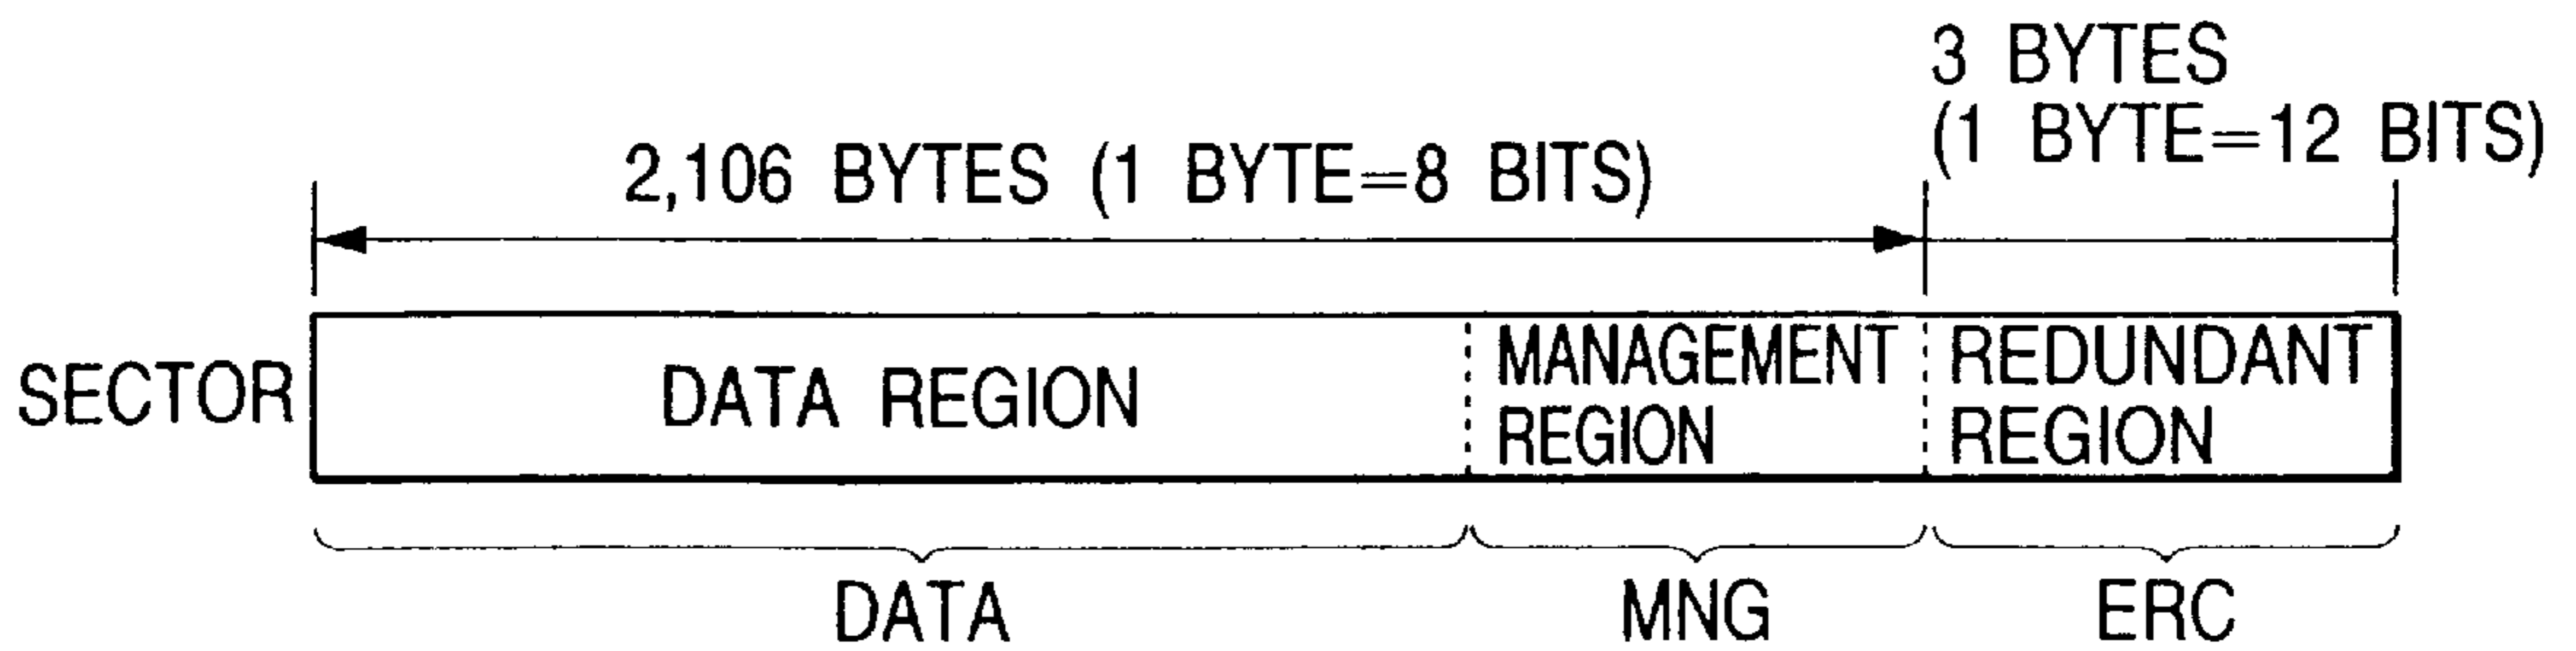 3 BYTES
(1 BYTE=12 BITS)
2,106 BYTES (1 BYTE=8 BITS)
SECTOR
DATA REGION
MANAGEMENT
REGION
REDUNDANT
REGION
DATA
MNG
ERC